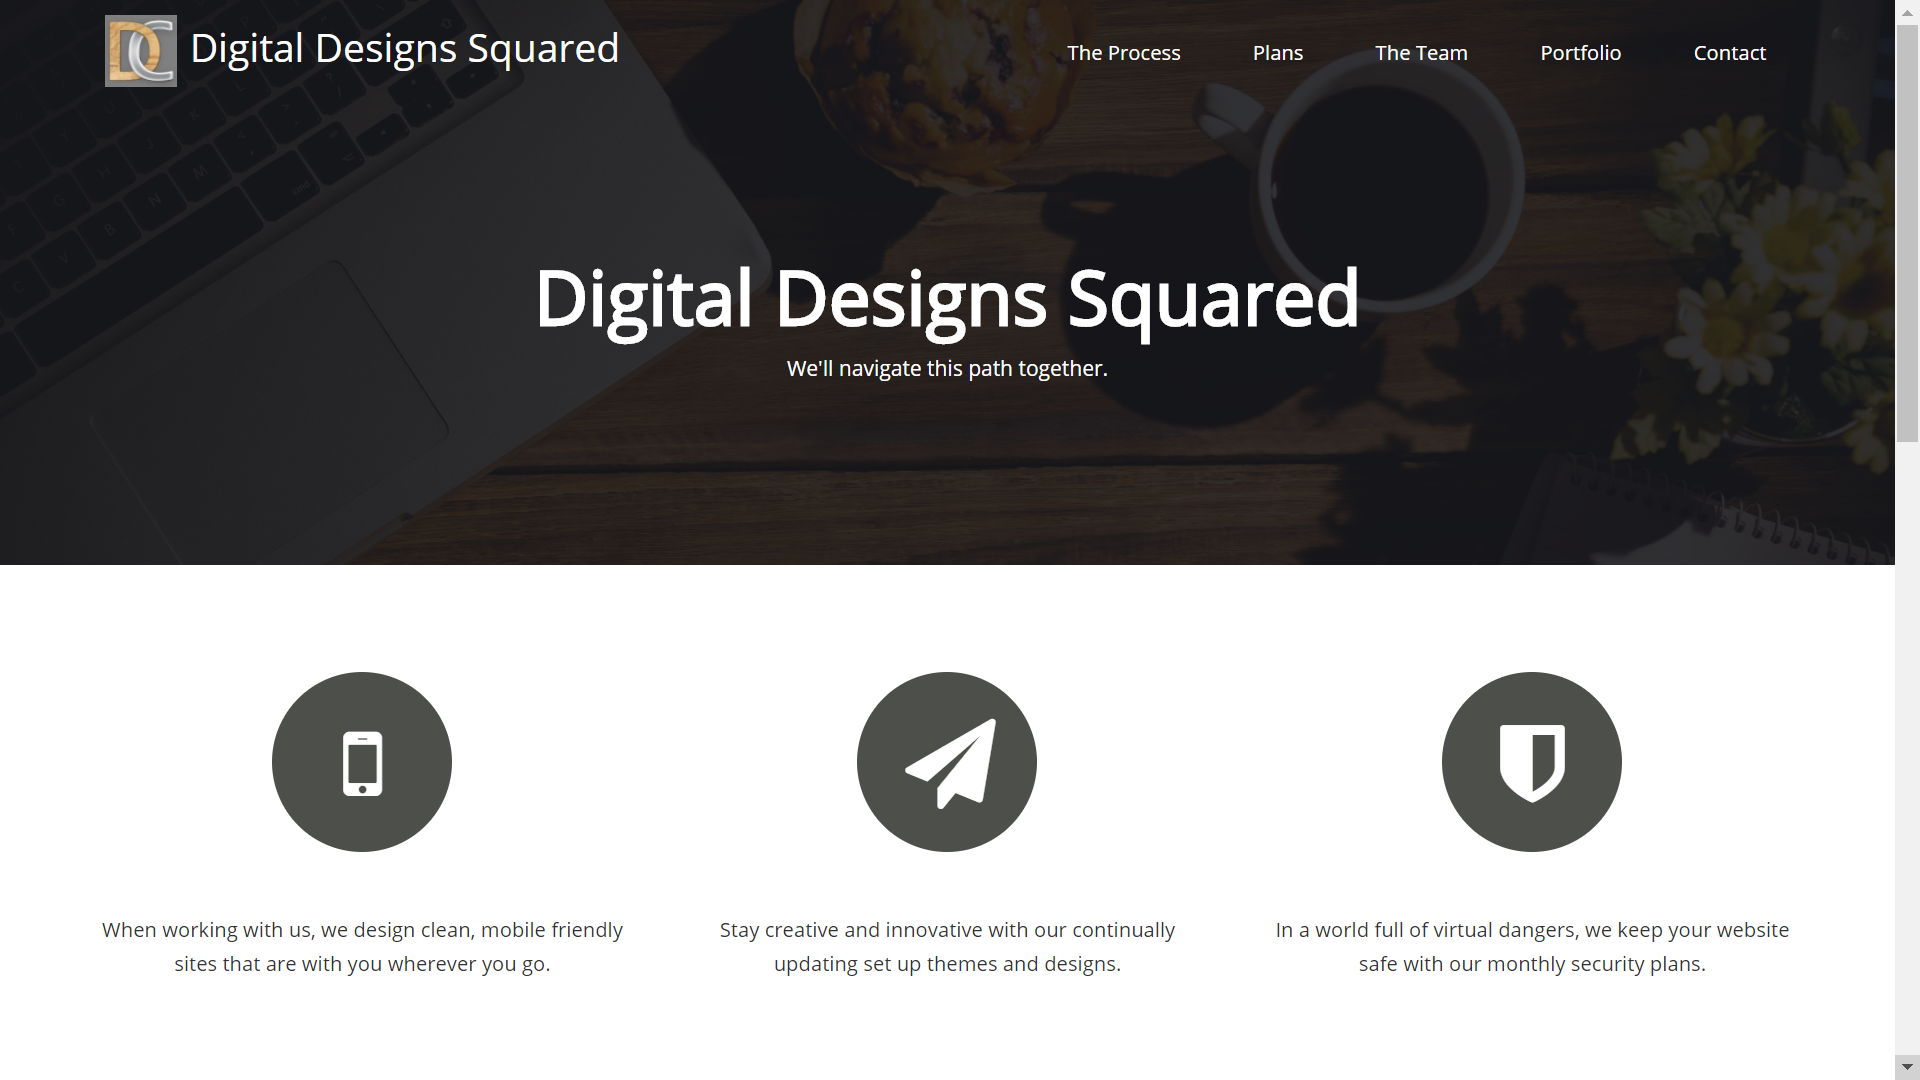 DC Digital Designs Squared
The Process Plans The Team Portfolio Contact
Digital Designs Squared
We'll navigate this path together.
When working with us, we design clean, mobile friendly
sites that are with you wherever you go.
Stay creative and innovative with our continually
updating set up themes and designs.
In a world full of virtual dangers, we keep your website
safe with our monthly security plans.